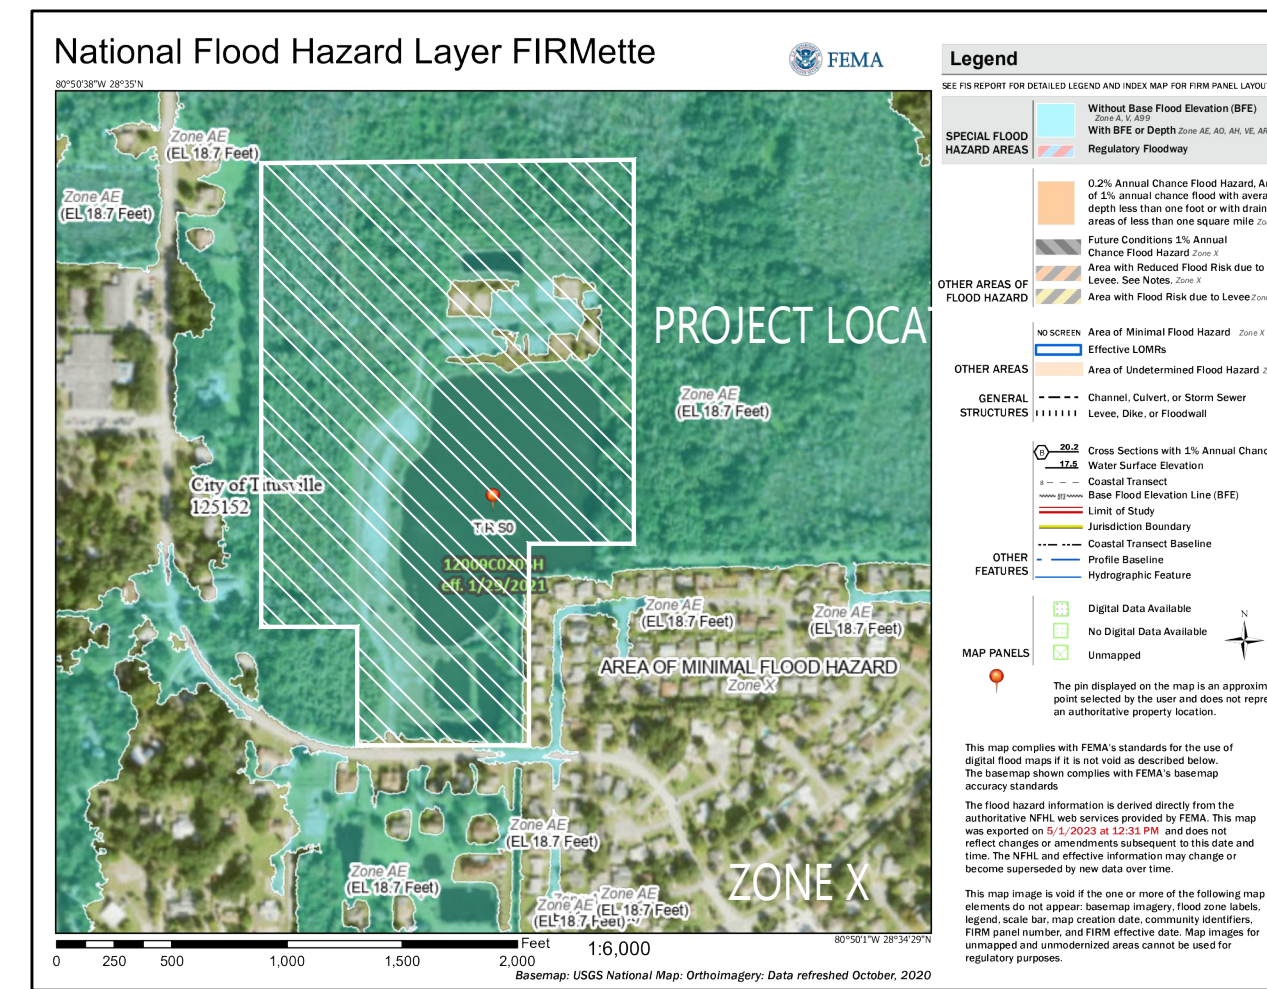 National Flood Hazard Layer FIRMette
FEMA
80°50'38"W 28°35'N
Zone AE
(EL 18.7 Feet)
Zone AE
(EL 18.7 Feet)
PROJECT LOCAT
Zone AE
(EL 18.7 Feet)
City of Titusville
125152
T R S0
12009C0205H
eff. 1/29/2021
Zone AE
(EL 18.7 Feet)
Zone AE
(EL 18.7 Feet)
AREA OF MINIMAL FLOOD HAZARD
Zone X
Zone AE
(EL 18.7 Feet)
Zone AE
(EL 18.7 Feet)
ZONE X
Zone AE
(EL 18.7 Feet)
Zone AE
(EL 18.7 Feet)
Feet
1:6,000
0 250 500 1,000 1,500 2,000
80°50'1"W 28°34'29"N
Basemap: USGS National Map: Orthoimagery: Data refreshed October, 2020
Legend
SEE FIS REPORT FOR DETAILED LEGEND AND INDEX MAP FOR FIRM PANEL LAYOU
SPECIAL FLOOD
HAZARD AREAS
Without Base Flood Elevation (BFE)
Zone A, V, A99
With BFE or Depth Zone AE, AO, AH, VE, AR
Regulatory Floodway
OTHER AREAS OF
FLOOD HAZARD
0.2% Annual Chance Flood Hazard, Ar
of 1% annual chance flood with avera
depth less than one foot or with drain
areas of less than one square mile Zo
Future Conditions 1% Annual
Chance Flood Hazard Zone X
Area with Reduced Flood Risk due to
Levee. See Notes. Zone X
Area with Flood Risk due to Levee Zon
OTHER AREAS
NO SCREEN Area of Minimal Flood Hazard Zone X
Effective LOMRs
Area of Undetermined Flood Hazard Z
GENERAL
STRUCTURES
Channel, Culvert, or Storm Sewer
Levee, Dike, or Floodwall
OTHER
FEATURES
B 20.2 Cross Sections with 1% Annual Chanc
17.5 Water Surface Elevation
8 Coastal Transect
513 Base Flood Elevation Line (BFE)
Limit of Study
Jurisdiction Boundary
Coastal Transect Baseline
Profile Baseline
Hydrographic Feature
MAP PANELS
Digital Data Available
No Digital Data Available
Unmapped
N
The pin displayed on the map is an approxim
point selected by the user and does not repre
an authoritative property location.
This map complies with FEMA's standards for the use of
digital flood maps if it is not void as described below.
The basemap shown complies with FEMA's basemap
accuracy standards
The flood hazard information is derived directly from the
authoritative NFHL web services provided by FEMA. This map
was exported on 5/1/2023 at 12:31 PM and does not
reflect changes or amendments subsequent to this date and
time. The NFHL and effective information may change or
become superseded by new data over time.
This map image is void if the one or more of the following map
elements do not appear: basemap imagery, flood zone labels,
legend, scale bar, map creation date, community identifiers,
FIRM panel number, and FIRM effective date. Map images for
unmapped and unmodernized areas cannot be used for
regulatory purposes.